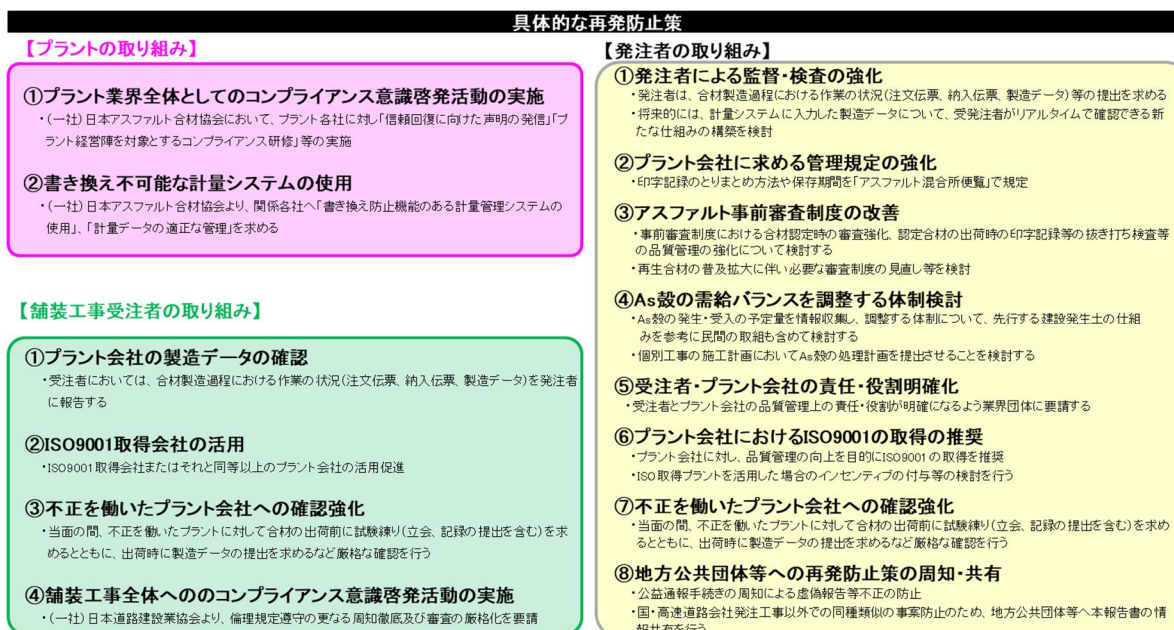 具体的な再発防止策
【プラントの取り組み】
①プラント業界全体としてのコンプライアンス意識啓発活動の実施
・(一社)日本アスファルト合材協会において、プラント各社に対し「信頼回復に向けた声明の発信」「プ
ラント経営陣を対象とするコンプライアンス研修」等の実施
②書き換え不可能な計量システムの使用
・(一社)日本アスファルト合材協会より、関係各社へ「書き換え防止機能のある計量管理システムの
使用」、「計量データの適正な管理」を求める
【舗装工事受注者の取り組み】
①プラント会社の製造データの確認
・受注者においては、合材製造過程における作業の状況(注文伝票、納入伝票、製造データ)を発注者
に報告する
②ISO9001取得会社の活用
・ISO9001取得会社またはそれと同等以上のプラント会社の活用促進
③不正を働いたプラント会社への確認強化
・当面の間、不正を働いたプラントに対して合材の出荷前に試験練り(立会、記録の提出を含む)を求
めるとともに、出荷時に製造データの提出を求めるなど厳格な確認を行う
④舗装工事全体へののコンプライアンス意識啓発活動の実施
・(一社)日本道路建設業協会より、倫理規定遵守の更なる周知徹底及び審査の厳格化を要請
【発注者の取り組み】
①発注者による監督・検査の強化
・発注者は、合材製造過程における作業の状況(注文伝票、納入伝票、製造データ)等の提出を求める
・将来的には、計量システムに入力した製造データについて、受発注者がリアルタイムで確認できる新
たな仕組みの構築を検討
②プラント会社に求める管理規定の強化
・印字記録のとりまとめ方法や保存期間を「アスファルト混合所便覧」で規定
③アスファルト事前審査制度の改善
・事前審査制度における合材認定時の審査強化、認定合材の出荷時の印字記録等の抜き打ち検査等
の品質管理の強化について検討する
・再生合材の普及拡大に伴い必要な審査制度の見直し等を検討
④As殻の需給バランスを調整する体制検討
・As殻の発生・受入の予定量を情報収集し、調整する体制について、先行する建設発生土の仕組
みを参考に民間の取組も含めて検討する
・個別工事の施工計画においてAs殻の処理計画を提出させることを検討する
⑤受注者・プラント会社の責任・役割明確化
・受注者とプラント会社の品質管理上の責任・役割が明確になるよう業界団体に要請する
⑥プラント会社におけるISO9001の取得の推奨
・プラント会社に対し、品質管理の向上を目的にISO9001の取得を推奨
・ISO取得プラントを活用した場合のインセンティブの付与等の検討を行う
⑦不正を働いたプラント会社への確認強化
・当面の間、不正を働いたプラントに対して合材の出荷前に試験練り(立会、記録の提出を含む)を求め
るとともに、出荷時に製造データの提出を求めるなど厳格な確認を行う
⑧地方公共団体等への再発防止策の周知・共有
・公益通報手続きの周知による虚偽報告等不正の防止
・国・高速道路会社発注工事以外での同種類似の事案防止のため、地方公共団体等へ本報告書の情
報共有を行う